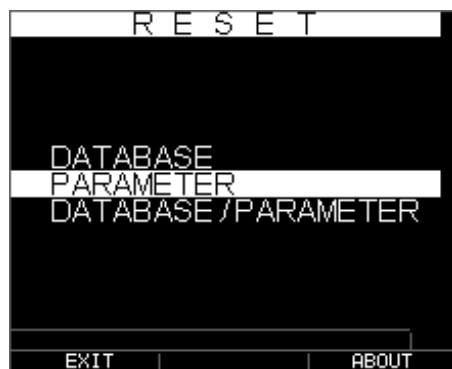 R E S E T
DATABASE
PARAMETER
DATABASE/PARAMETER
EXIT ABOUT